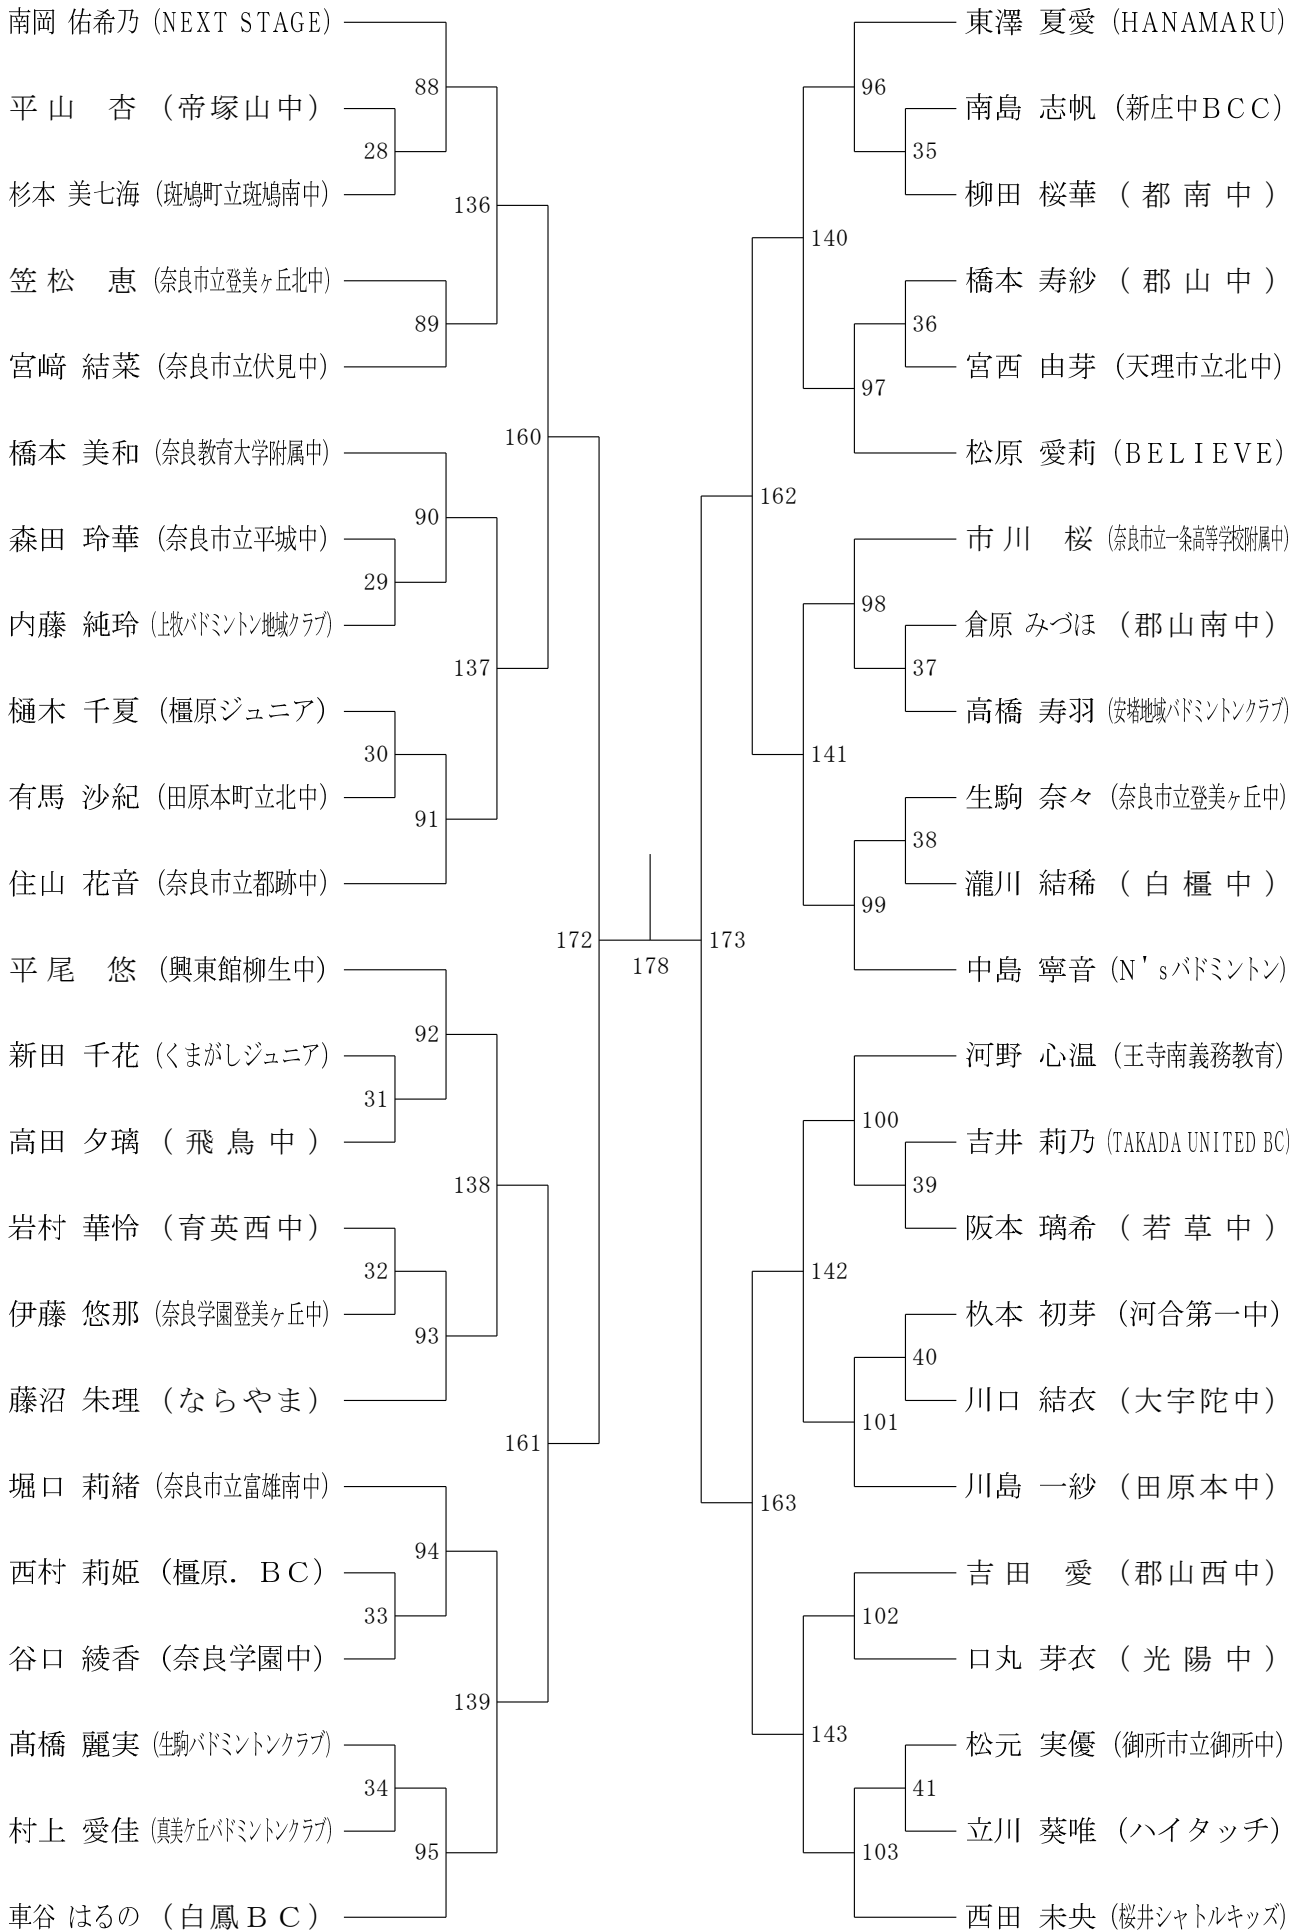 南岡 佑希乃 (NEXT STAGE)
88
平山 杏 (帝塚山中)
28
杉本 美七海 (斑鳩町立斑鳩南中)
136
笠松 恵 (奈良市立登美ヶ丘北中)
89
宮﨑 結菜 (奈良市立伏見中)
160
橋本 美和 (奈良教育大学附属中)
90
森田 玲華 (奈良市立平城中)
29
内藤 純玲 (上牧バドミントン地域クラブ)
137
樋木 千夏 (橿原ジュニア)
30
有馬 沙紀 (田原本町立北中)
91
住山 花音 (奈良市立都跡中)
172
平尾 悠 (興東館柳生中)
92
新田 千花 (くまがしジュニア)
31
高田 夕璃 (飛鳥中)
138
岩村 華怜 (育英西中)
32
伊藤 悠那 (奈良学園登美ヶ丘中)
93
藤沼 朱理 (ならやま)
161
堀口 莉緒 (奈良市立富雄南中)
94
西村 莉姫 (橿原．ＢＣ)
33
谷口 綾香 (奈良学園中)
139
髙橋 麗実 (生駒バドミントンクラブ)
34
村上 愛佳 (真美ケ丘バドミントンクラブ)
95
車谷 はるの (白鳳ＢＣ)
178
東澤 夏愛 (HANAMARU)
96
南島 志帆 (新庄中ＢＣＣ)
35
柳田 桜華 (都南中)
140
橋本 寿紗 (郡山中)
36
宮西 由芽 (天理市立北中)
97
松原 愛莉 (BELIEVE)
162
市川 桜 (奈良市立一条高等学校附属中)
98
倉原 みづほ (郡山南中)
37
高橋 寿羽 (安堵地域バドミントンクラブ)
141
生駒 奈々 (奈良市立登美ヶ丘中)
38
瀧川 結稀 (白橿中)
99
中島 寧音 (N'sバドミントン)
173
河野 心温 (王寺南義務教育)
100
吉井 莉乃 (TAKADA UNITED BC)
39
阪本 璃希 (若草中)
142
杦本 初芽 (河合第一中)
40
川口 結衣 (大宇陀中)
101
川島 一紗 (田原本中)
163
吉田 愛 (郡山西中)
102
口丸 芽衣 (光陽中)
143
松元 実優 (御所市立御所中)
41
立川 葵唯 (ハイタッチ)
103
西田 未央 (桜井シャトルキッズ)